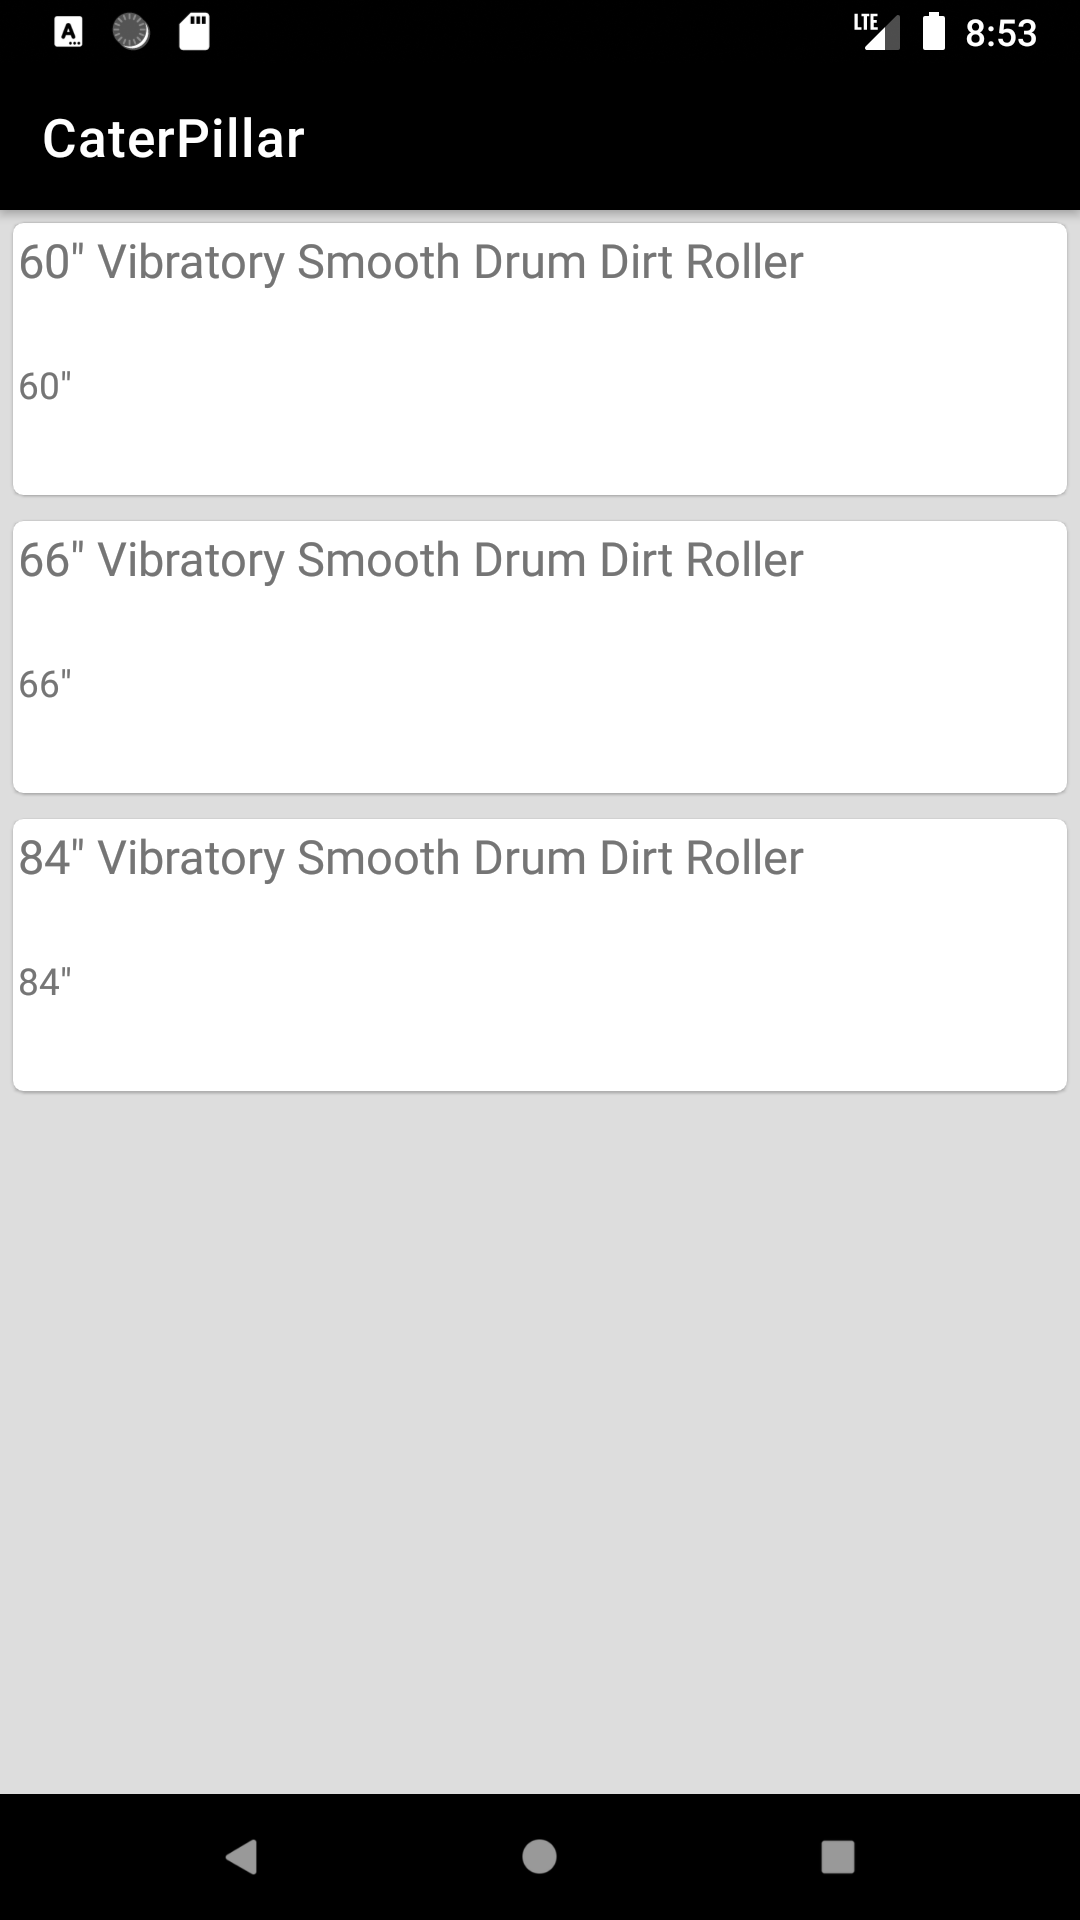 LTE 8:53
CaterPillar
60" Vibratory Smooth Drum Dirt Roller
60"
66" Vibratory Smooth Drum Dirt Roller
66"
84" Vibratory Smooth Drum Dirt Roller
84"